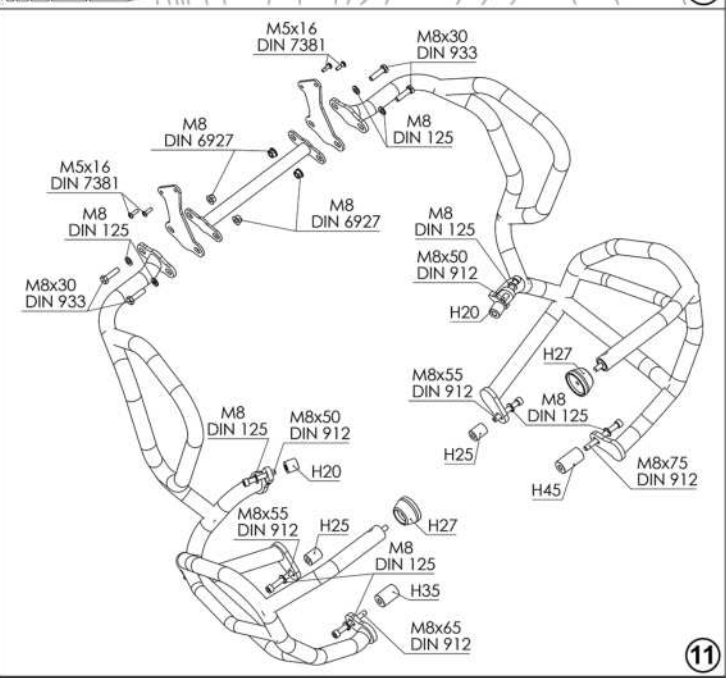 M5x16
DIN 7381
M8x30
DIN 933
M8
DIN 125
M8
DIN 6927
M5x16
DIN 7381
M8
DIN 125
M8
DIN 6927
M8x30
DIN 933
M8
DIN 125
M8x50
DIN 912
H20
H27
M8x55
DIN 912
M8
DIN 125
H25
M8x75
DIN 912
H45
M8
DIN 125
M8x50
DIN 912
H20
M8x55
DIN 912
H25
H27
M8
DIN 125
H35
M8x65
DIN 912
11